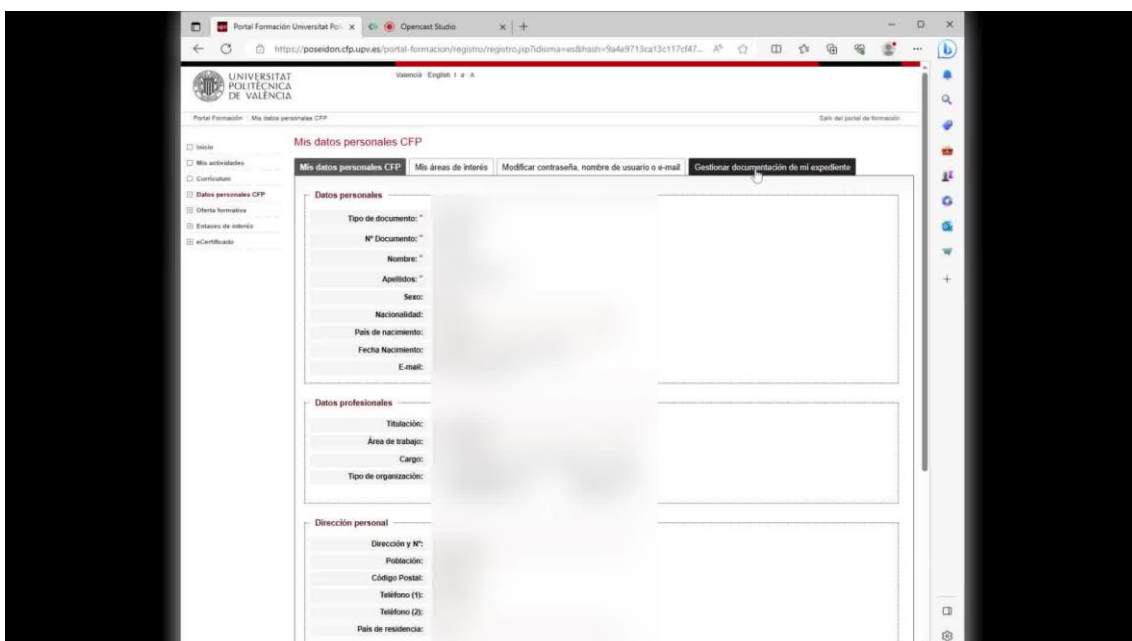 Portal Formación Universitat Poli
Opencast Studio
https://poseidon.cfp.upv.es/portal-formacion/registro/registro.jsp?idioma=es&hash=9a4e9713ca13c117cf47...
UNIVERSITAT
POLITÈCNICA
DE VALÈNCIA
Valencià · English I a · A
Portal Formación | Mis datos personales CFP
Salir del portal de formación
Inicio
Mis actividades
Curriculum
Datos personales CFP
Oferta formativa
Enlaces de interés
eCertificado
Mis datos personales CFP
Mis datos personales CFP
Mis áreas de interés
Modificar contraseña, nombre de usuario o e-mail
Gestionar documentación de mi expediente
Datos personales
Tipo de documento: *
Nº Documento: *
Nombre: *
Apellidos: *
Sexo:
Nacionalidad:
País de nacimiento:
Fecha Nacimiento:
E-mail:
Datos profesionales
Titulación:
Área de trabajo:
Cargo:
Tipo de organización:
Dirección personal
Dirección y Nº:
Población:
Código Postal:
Teléfono (1):
Teléfono (2):
País de residencia: